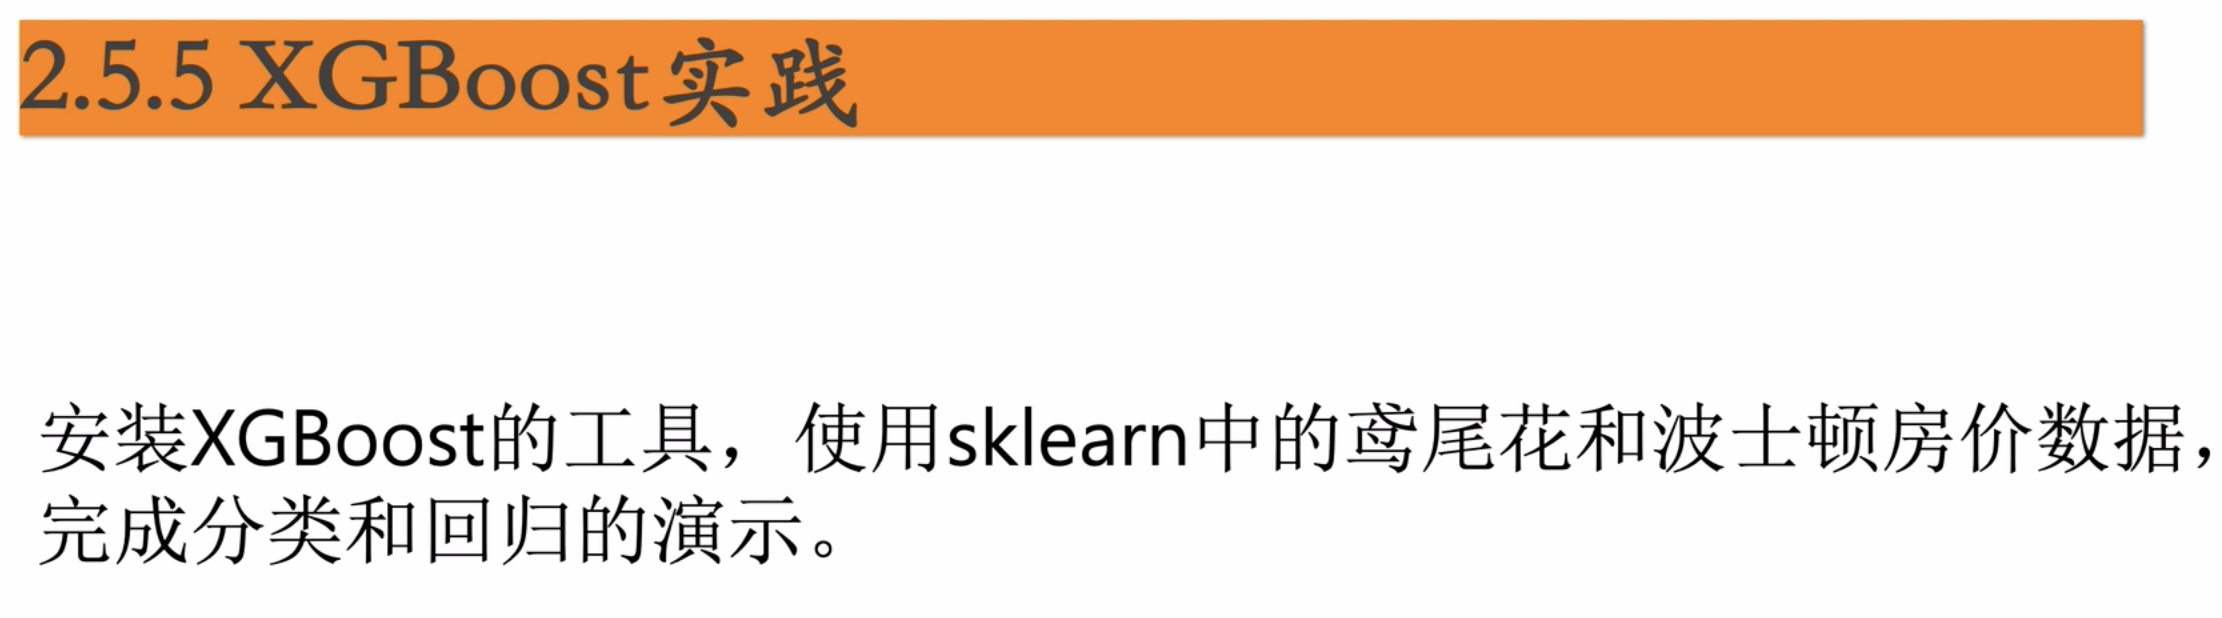 2.5.5 XGBoost实践
安装XGBoost的工具，使用sklearn中的鸢尾花和波士顿房价数据，
完成分类和回归的演示。